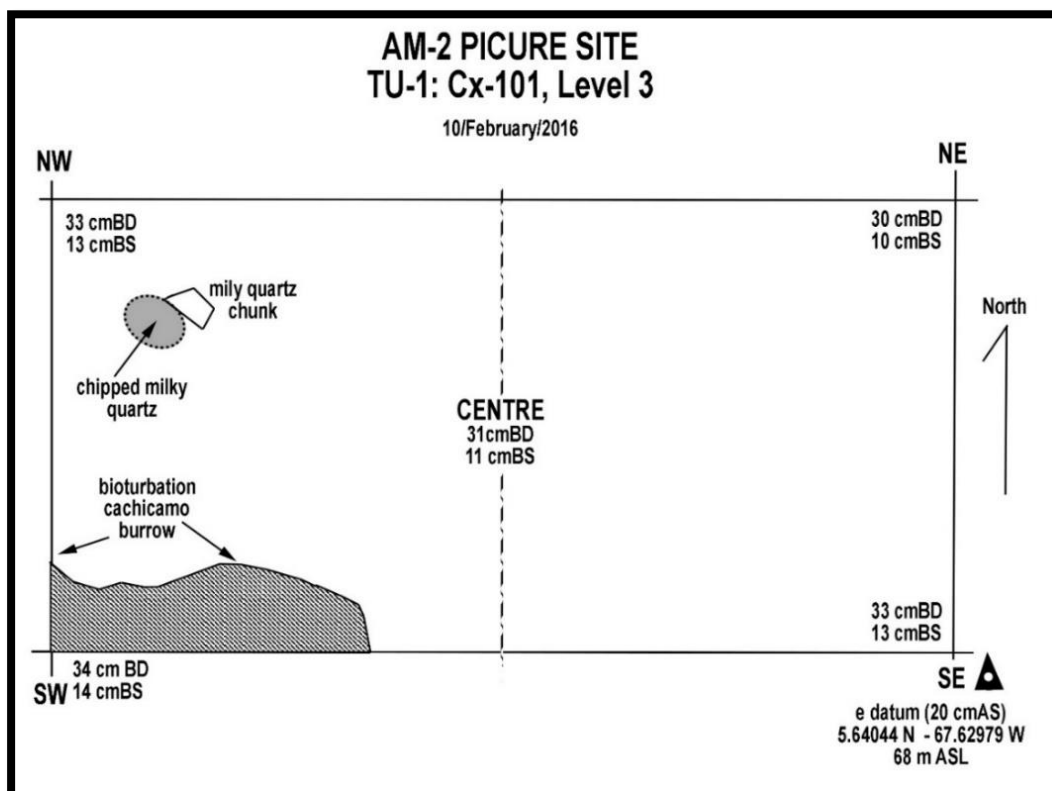 AM-2 PICURE SITE
TU-1: Cx-101, Level 3
10/February/2016
NW
NE
33 cmBD
13 cmBS
30 cmBD
10 cmBS
mily quartz
chunk
North
chipped milky
quartz
CENTRE
31cmBD
11 cmBS
bioturbation
cachicamo
burrow
33 cmBD
13 cmBS
34 cm BD
SW 14 cmBS
SE
e datum (20 cmAS)
5.64044 N - 67.62979 W
68 m ASL